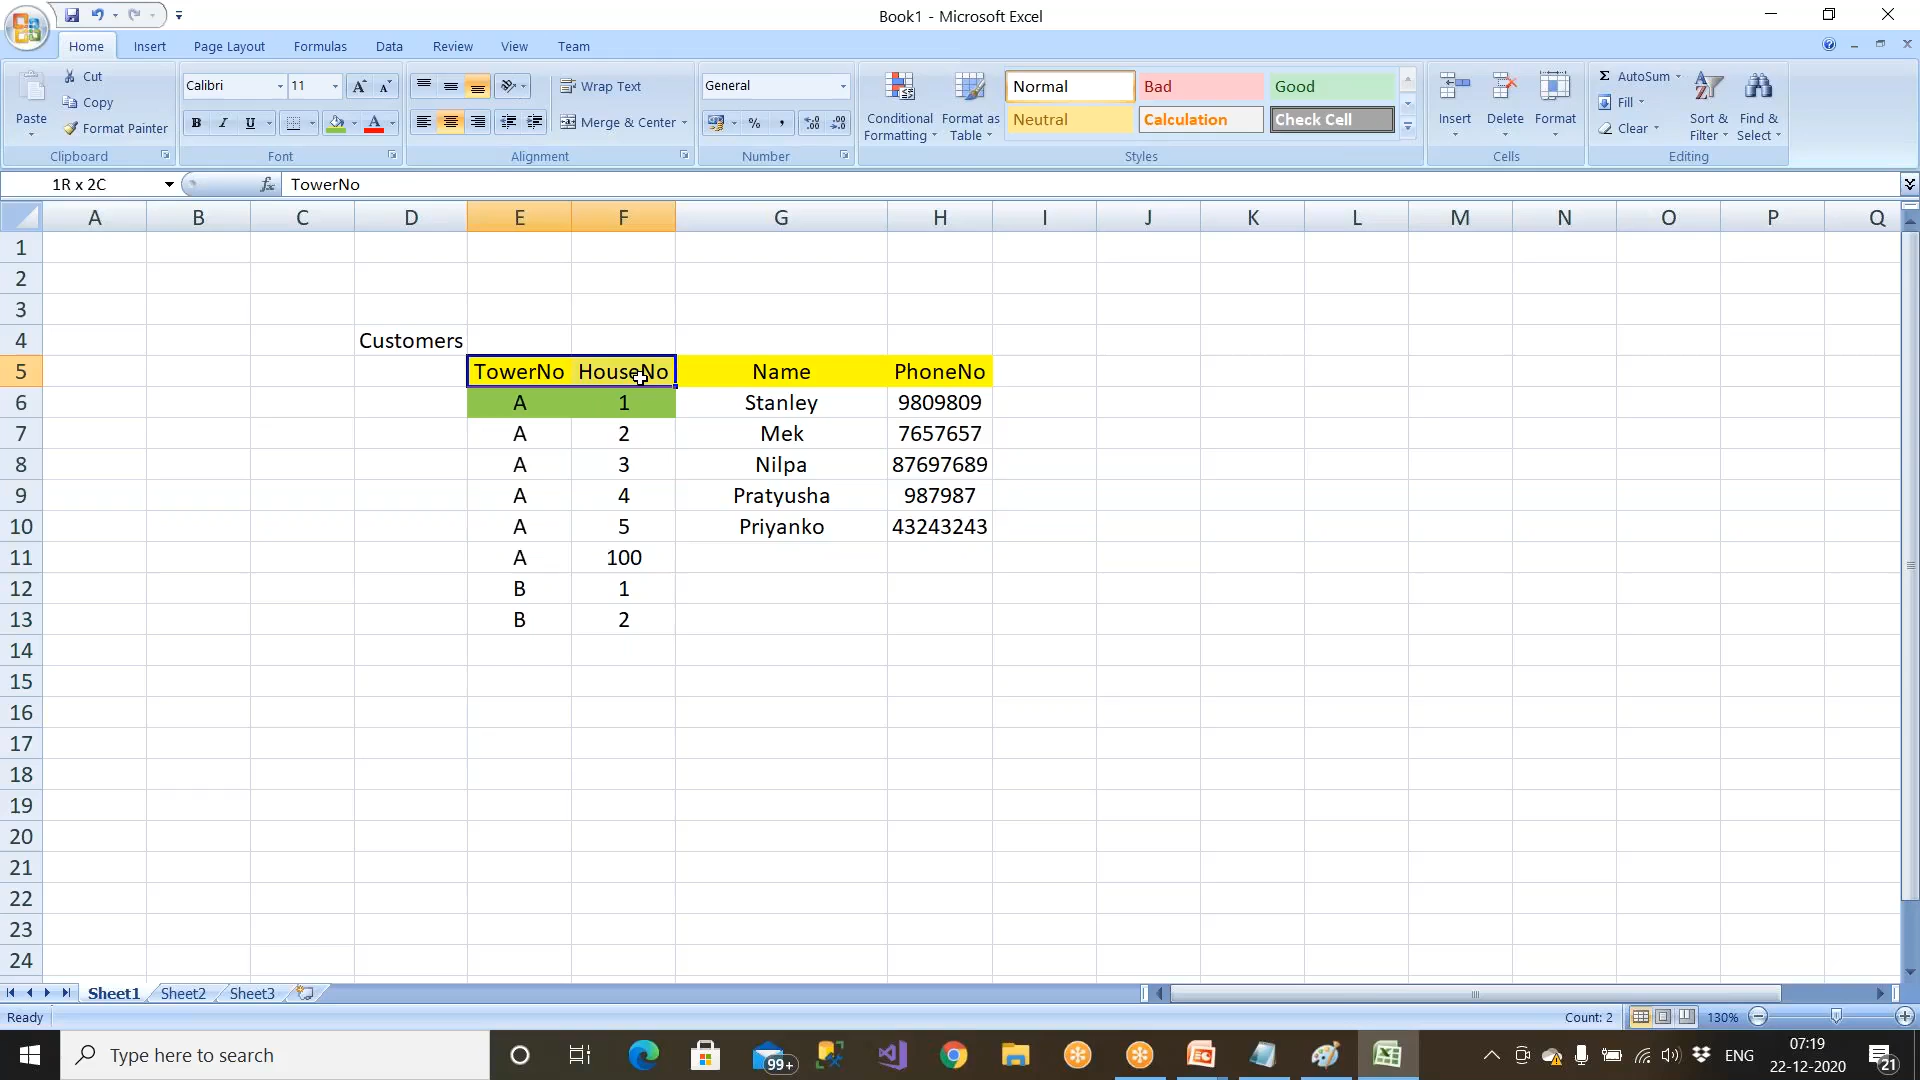 Book1 - Microsoft Excel
Home Insert Page Layout Formulas Data Review View Team
Paste Cut Copy Format Painter
Clipboard
Calibri 11
B I U A
Font
Wrap Text
Merge & Center
Alignment
General
% ,
Number
Conditional Formatting
Format as Table
Normal Bad Good
Neutral Calculation Check Cell
Styles
Insert Delete Format
Cells
Σ AutoSum
Fill
Clear
Sort & Filter
Find & Select
Editing
1R x 2C fx TowerNo
A B C D E F G H I J K L M N O P Q
1
2
3
4 Customers
5 TowerNo HouseNo Name PhoneNo
6 A 1 Stanley 9809809
7 A 2 Mek 7657657
8 A 3 Nilpa 87697689
9 A 4 Pratyusha 987987
10 A 5 Priyanko 43243243
11 A 100
12 B 1
13 B 2
14
15
16
17
18
19
20
21
22
23
24
Sheet1 Sheet2 Sheet3
Ready Count: 2 130%
Type here to search
99+
ENG
07:19
22-12-2020
21